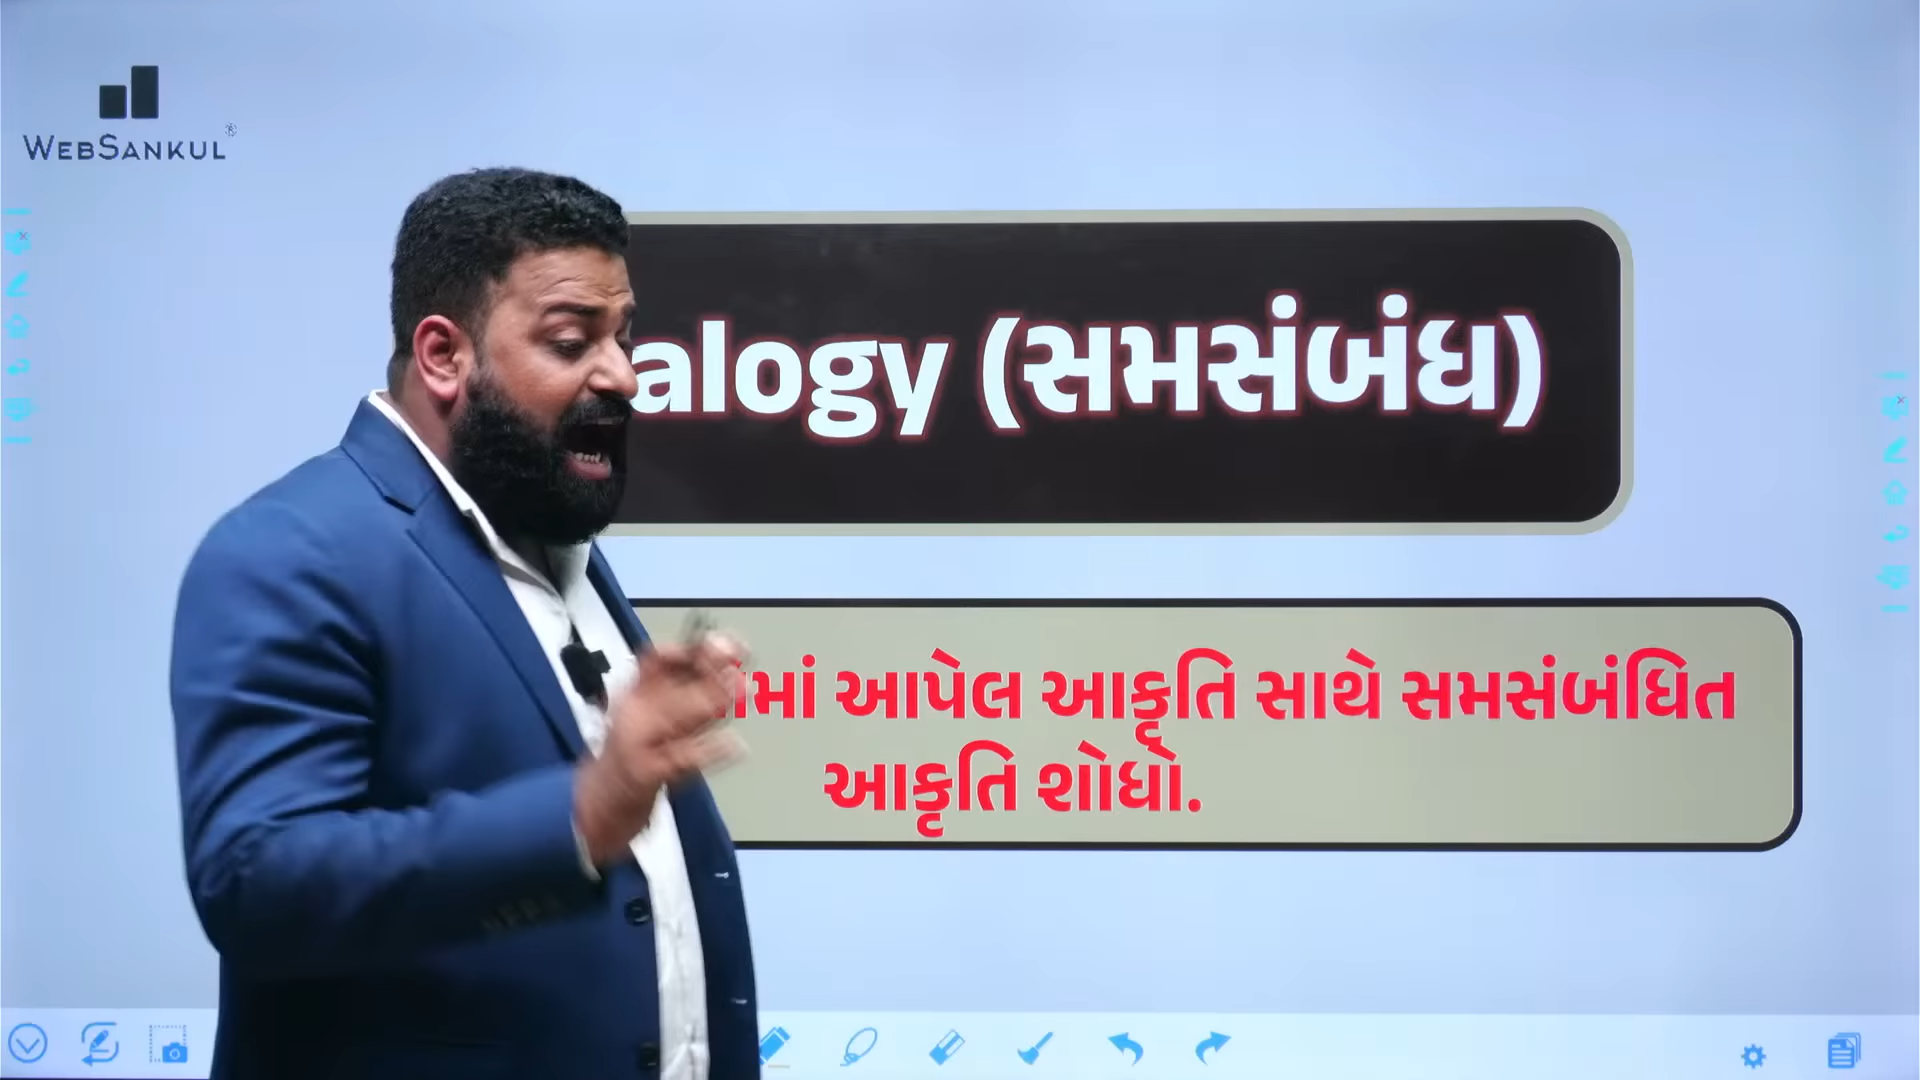 WEBSANKUL®
alogy (સમસંબંધ)
આપેલ આકૃતિ સાથે સમસંબંધિત
આકૃતિ શોધો.